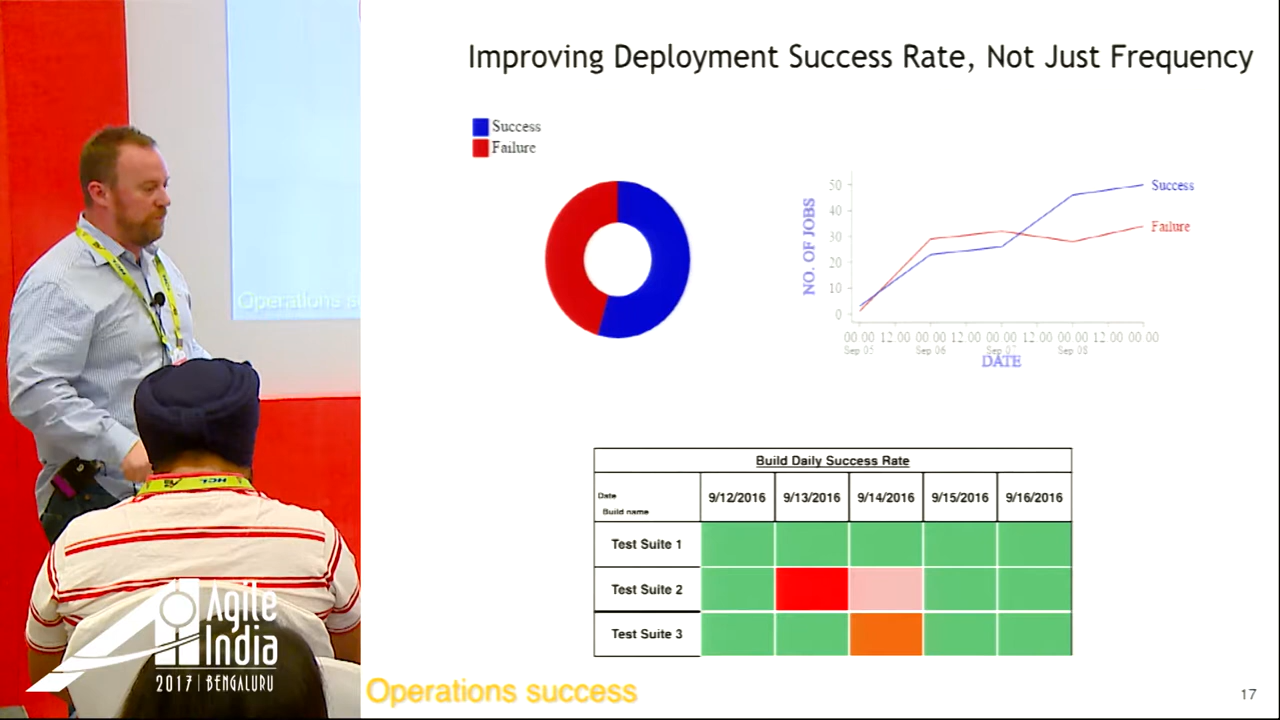 Improving Deployment Success Rate, Not Just Frequency
Success
Failure
50
40
30
20
10
0
NO. OF JOBS
Success
Failure
00 00 12 00 00 00 12 00 00 00 12 00 00 00 12 00 00 00
Sep 05 Sep 06 Sep 07 Sep 08
DATE
Build Daily Success Rate
Date
Build name
9/12/2016 9/13/2016 9/14/2016 9/15/2016 9/16/2016
Test Suite 1
Test Suite 2
Test Suite 3
Operations success
17
Operations s
HCL
Agile
India
2017 | BENGALURU